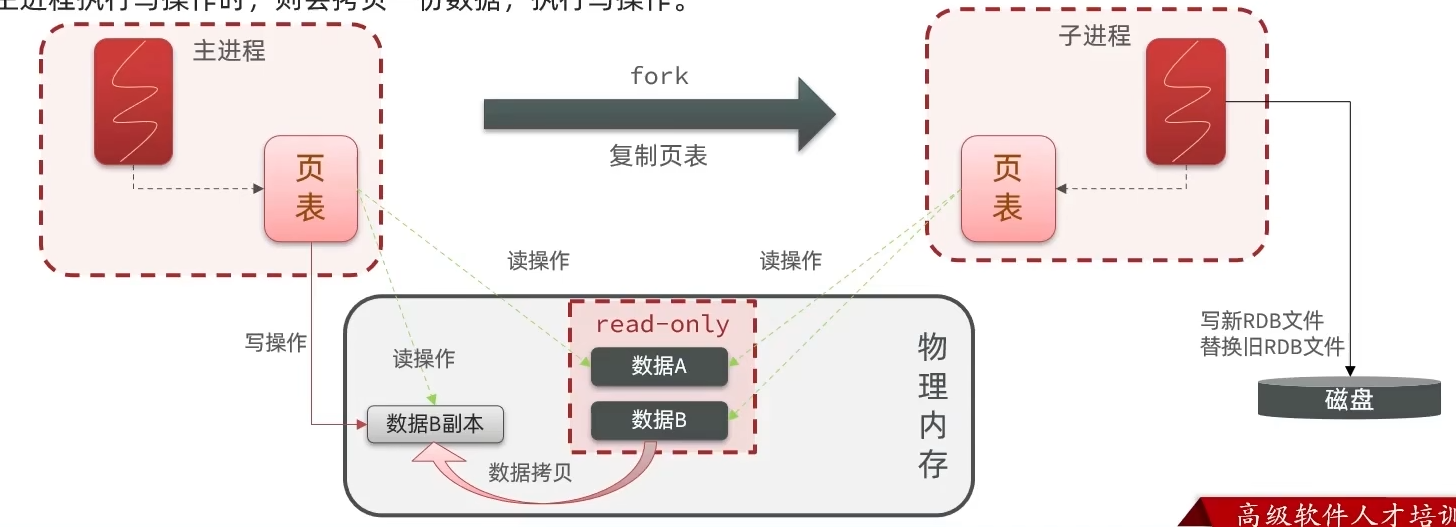 主进程执行写操作时，则会拷贝一份数据，执行写操作。
主进程
子进程
fork
复制页表
页
表
页
表
读操作
读操作
写操作
读操作
read-only
数据A
数据B
数据B副本
数据拷贝
物
理
内
存
写新RDB文件
替换旧RDB文件
磁盘
高级软件人才培训